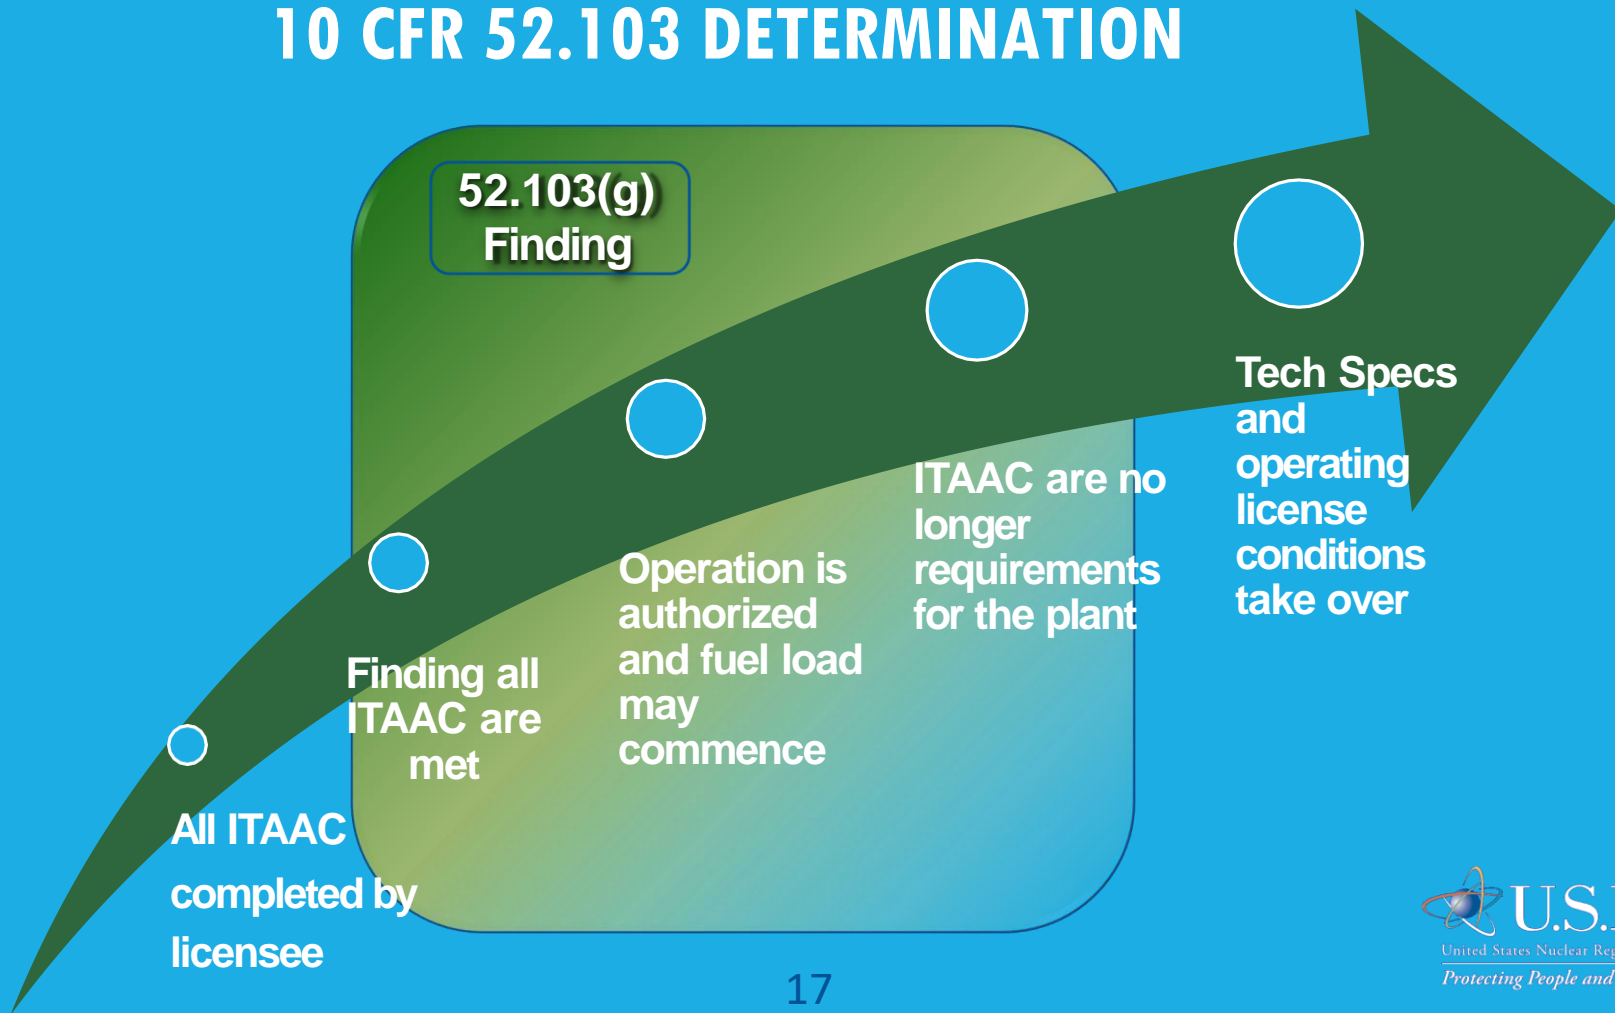 10 CFR 52.103 DETERMINATION
52.103(g)
Finding
All ITAAC
completed by
licensee
Finding all
ITAAC are
met
Operation is
authorized
and fuel load
may
commence
ITAAC are no
longer
requirements
for the plant
Tech Specs
and
operating
license
conditions
take over
17
U.S.
United States Nuclear
Protecting People and